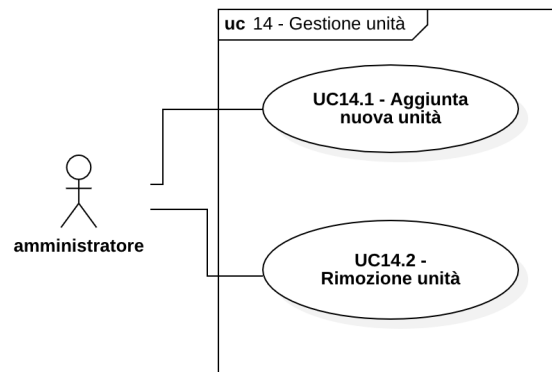 uc 14 - Gestione unità
UC14.1 - Aggiunta
nuova unità
amministratore
UC14.2 -
Rimozione unità